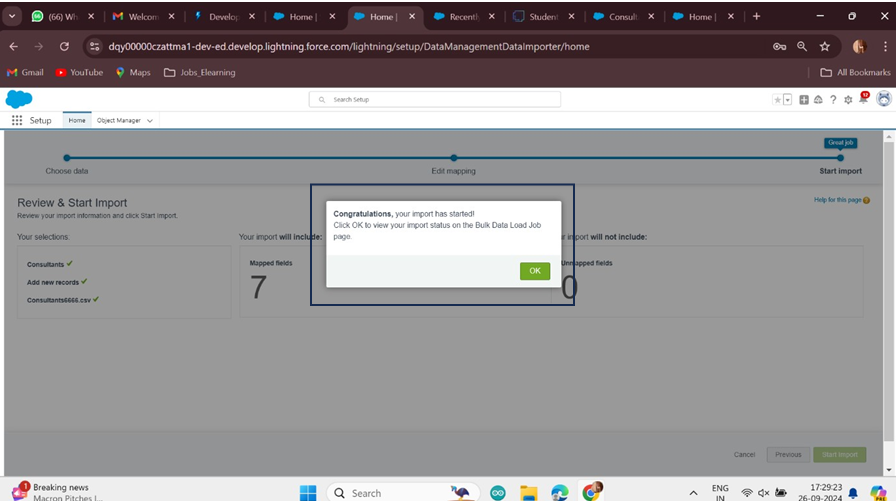 (66) Wh
Welcom
Develop
Home |
Home |
Recently
Student
Consulta
Home |
dqy00000czattma1-dev-ed.develop.lightning.force.com/lightning/setup/DataManagementDataImporter/home
Gmail
YouTube
Maps
Jobs_Elearning
All Bookmarks
Search Setup
12
Setup
Home
Object Manager
Great job
Choose data
Edit mapping
Start import
Review & Start Import
Review your import information and click Start Import.
Help for this page
Your selections:
Your import will include:
Your import will not include:
Consultants
Add new records
Consultants6666.csv
Mapped fields
7
Unmapped fields
0
Congratulations, your import has started!
Click OK to view your import status on the Bulk Data Load Job
page.
OK
Cancel
Previous
Start Import
1
Breaking news
Macron Pitches I...
Search
ENG
IN
17:29:23
26-09-2024